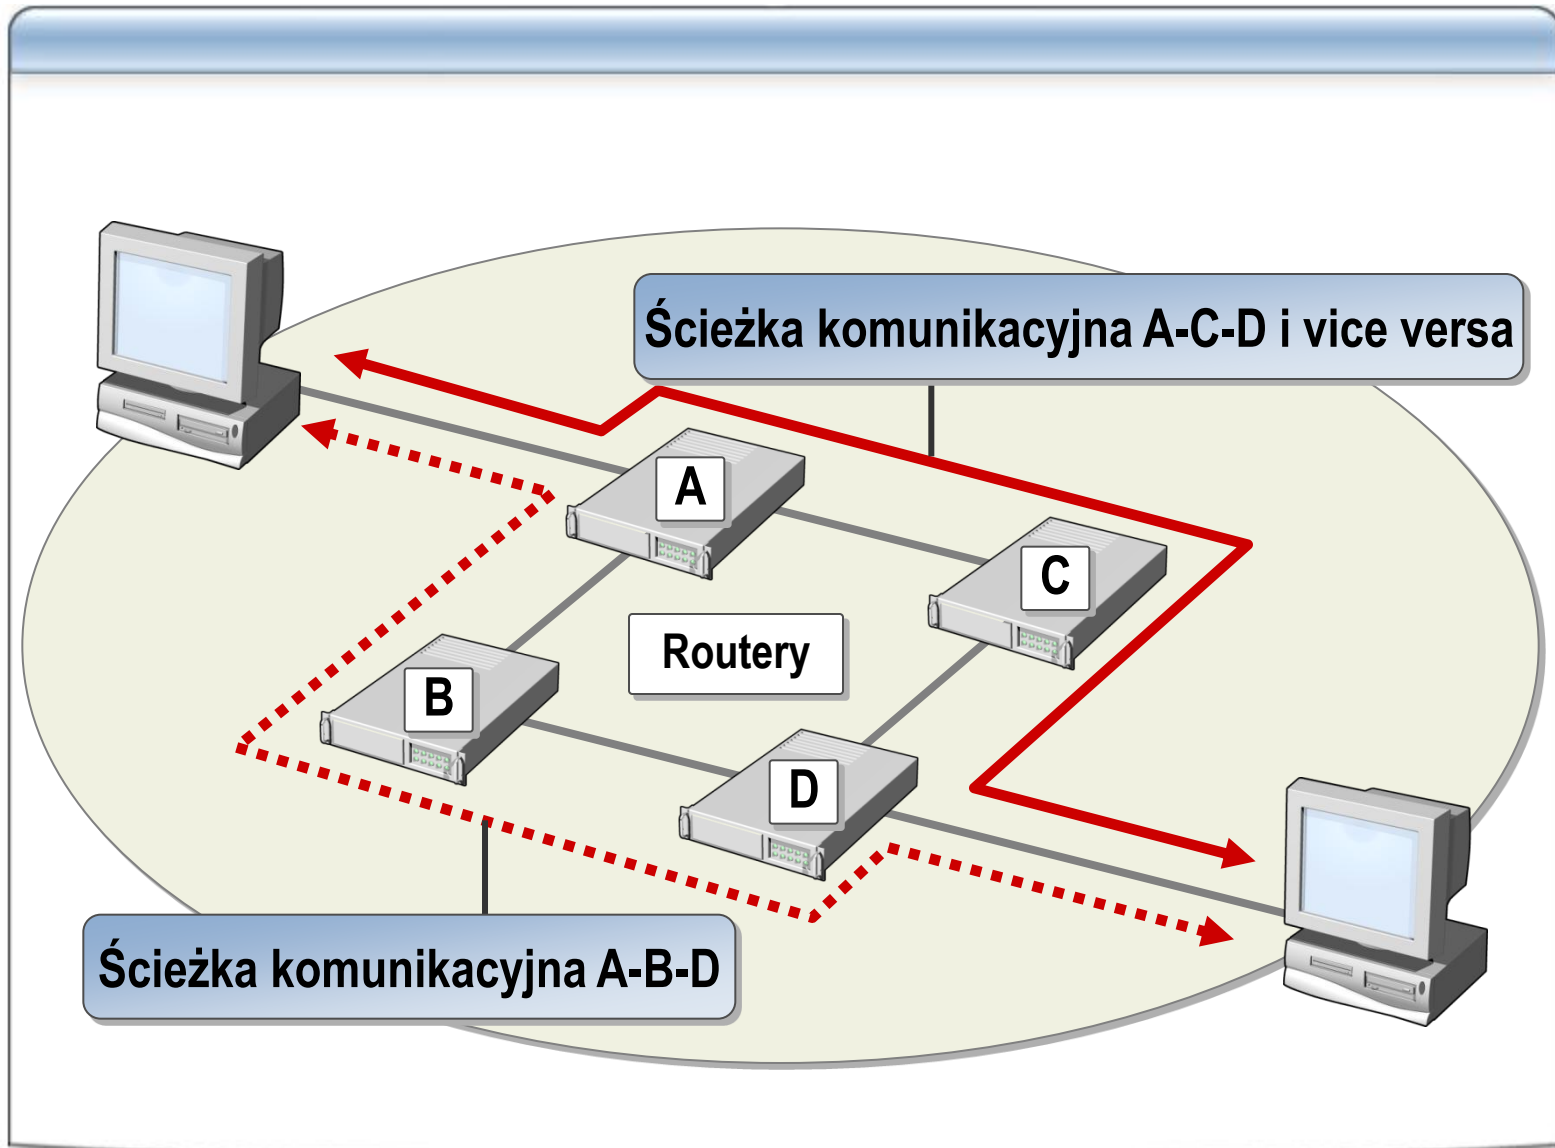 Ścieżka komunikacyjna A-C-D i vice versa
A
C
Routery
B
D
Ścieżka komunikacyjna A-B-D